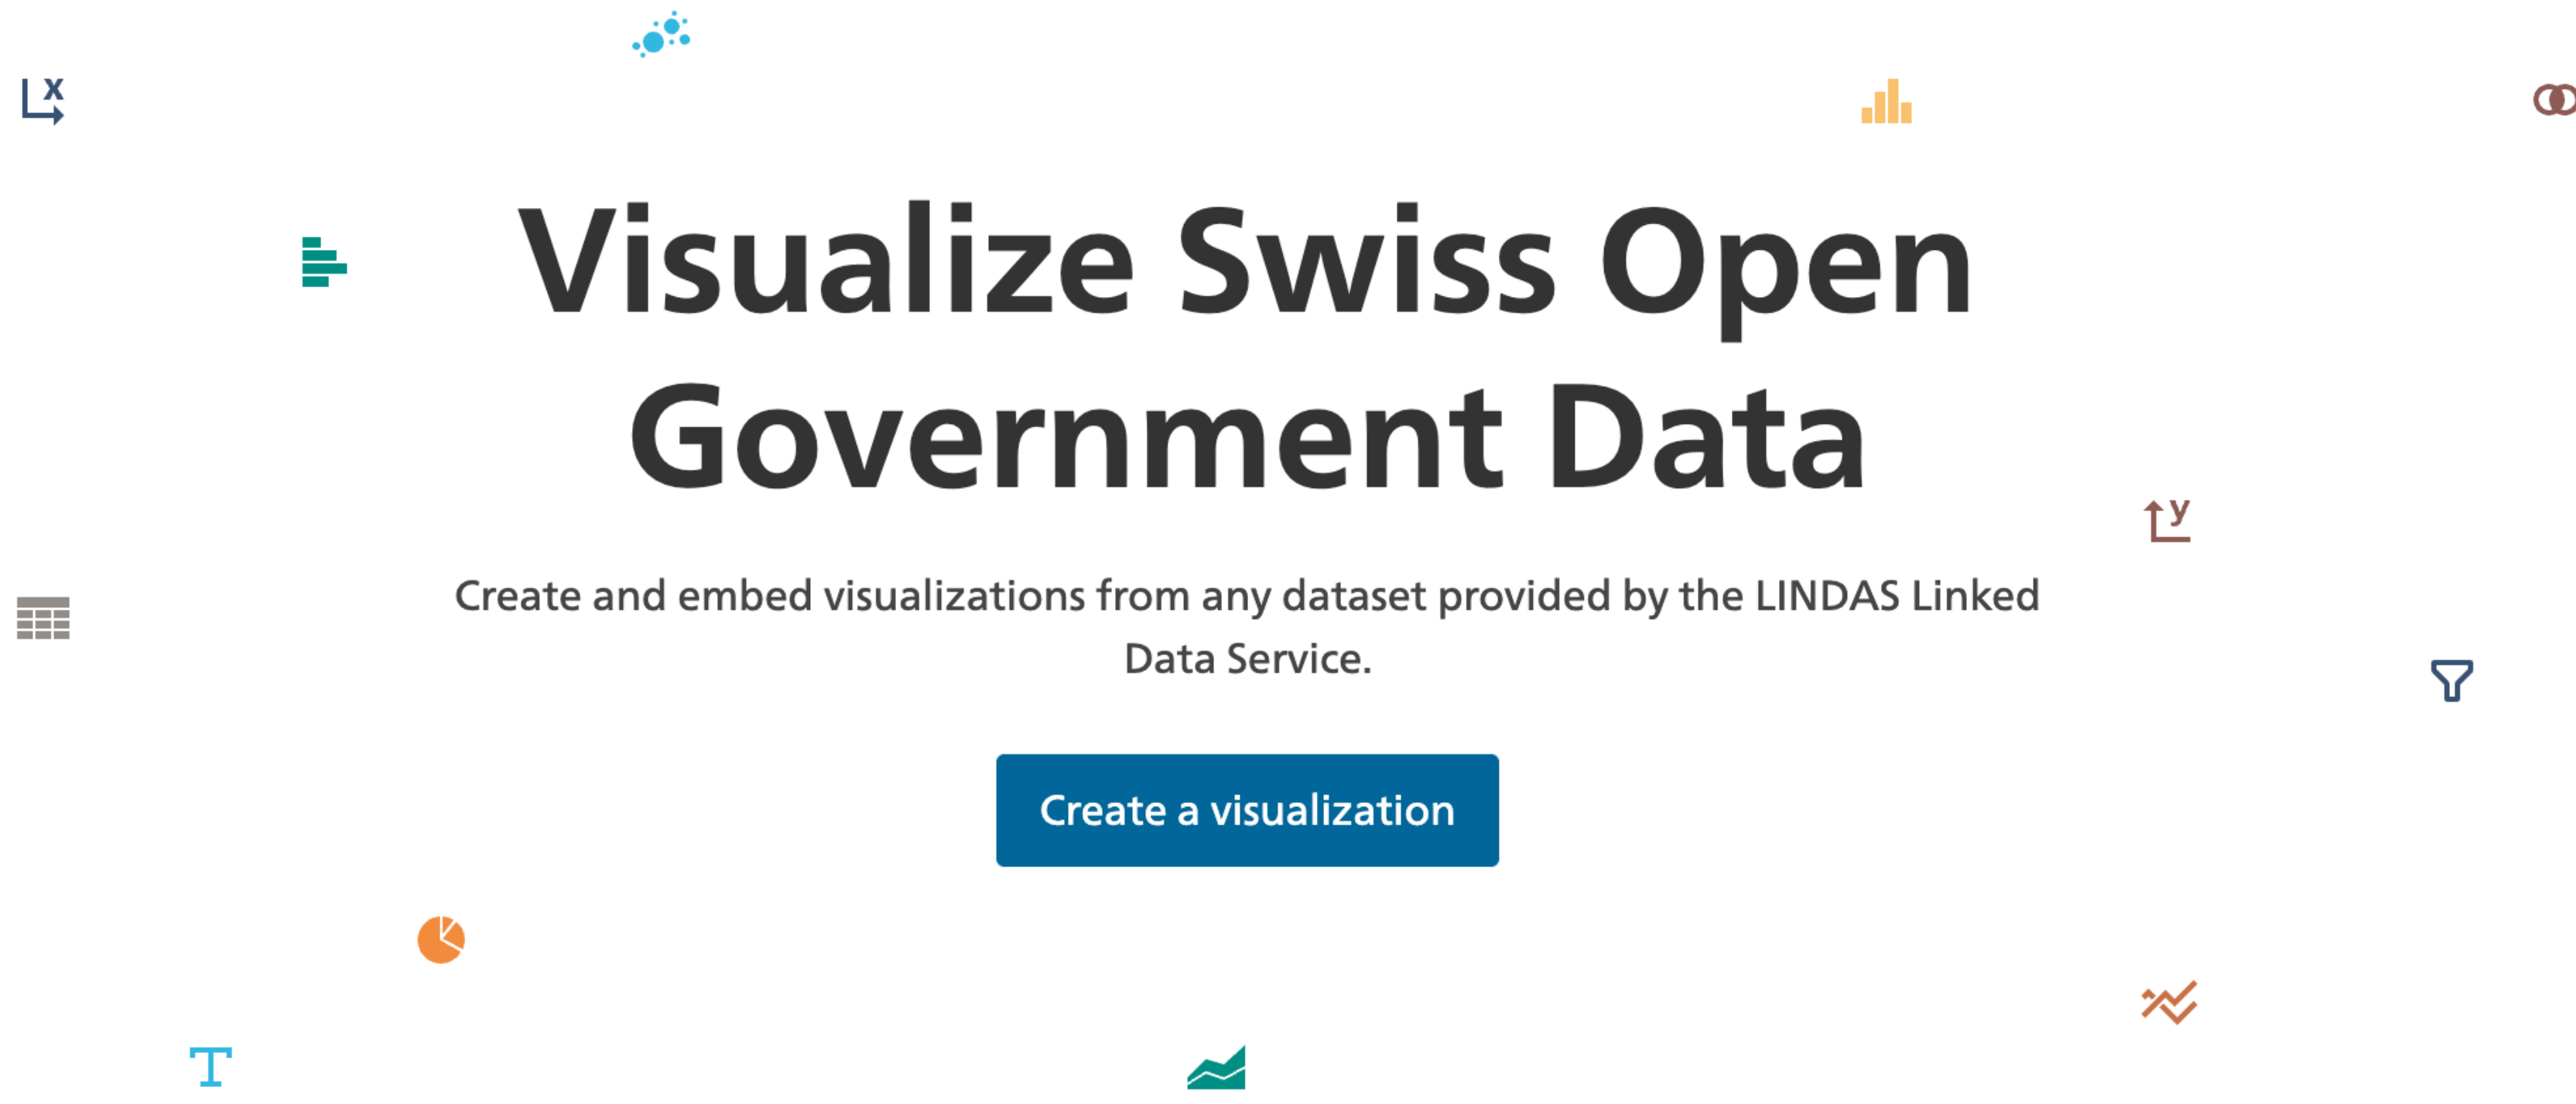 x
Visualize Swiss Open
Government Data
y
Create and embed visualizations from any dataset provided by the LINDAS Linked
Data Service.
Create a visualization
T